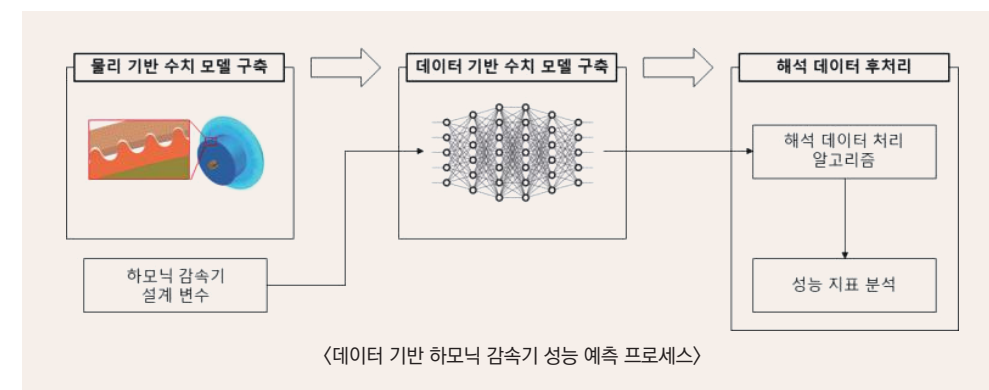 물리 기반 수치 모델 구축
데이터 기반 수치 모델 구축
해석 데이터 후처리
해석 데이터 처리
알고리즘
하모닉 감속기
설계 변수
성능 지표 분석
〈데이터 기반 하모닉 감속기 성능 예측 프로세스〉